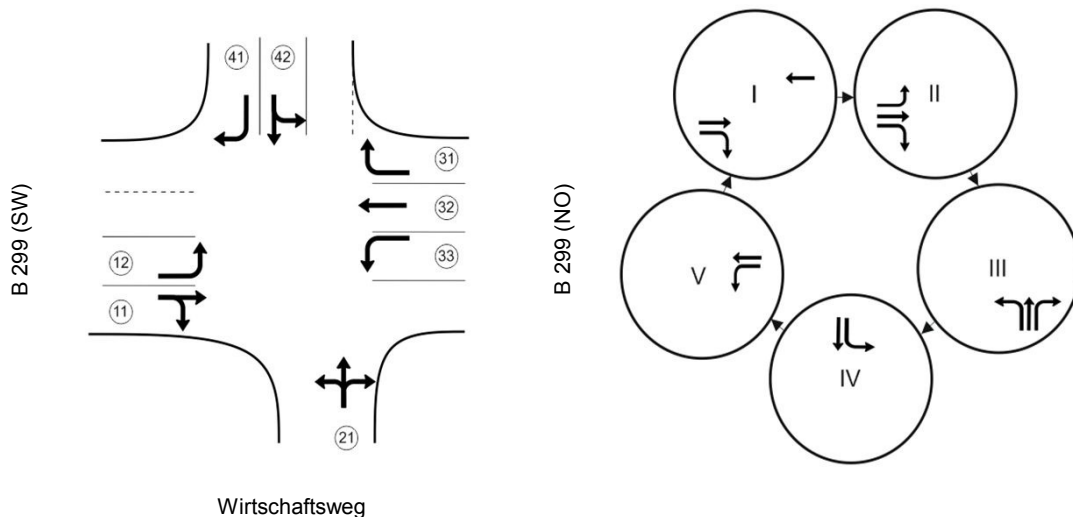 41 42
31
32
33
12
11
21
B 299 (SW)
B 299 (NO)
Wirtschaftsweg
I
II
III
IV
V